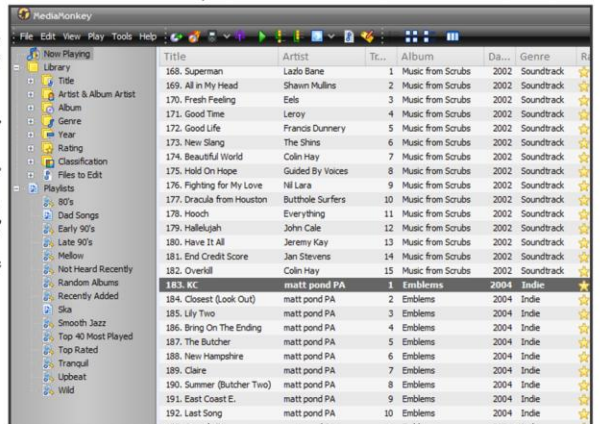 MediaMonkey
File Edit View Play Tools Help
Now Playing
Library
Title
Artist & Album Artist
Album
Genre
Year
Rating
Classification
Files to Edit
Playlists
80's
Dad Songs
Early 90's
Late 90's
Mellow
Not Heard Recently
Random Albums
Recently Added
Ska
Smooth Jazz
Top 40 Most Played
Top Rated
Tranquil
Upbeat
Wild
Title Artist Tr... Album Da... Genre Ra
168. Superman Lazlo Bane 1 Music from Scrubs 2002 Soundtrack
169. All in My Head Shawn Mullins 2 Music from Scrubs 2002 Soundtrack
170. Fresh Feeling Eels 3 Music from Scrubs 2002 Soundtrack
171. Good Time Leroy 4 Music from Scrubs 2002 Soundtrack
172. Good Life Francis Dunnery 5 Music from Scrubs 2002 Soundtrack
173. New Slang The Shins 6 Music from Scrubs 2002 Soundtrack
174. Beautiful World Colin Hay 7 Music from Scrubs 2002 Soundtrack
175. Hold On Hope Guided By Voices 8 Music from Scrubs 2002 Soundtrack
176. Fighting for My Love Nil Lara 9 Music from Scrubs 2002 Soundtrack
177. Dracula from Houston Butthole Surfers 10 Music from Scrubs 2002 Soundtrack
178. Hooch Everything 11 Music from Scrubs 2002 Soundtrack
179. Hallelujah John Cale 12 Music from Scrubs 2002 Soundtrack
180. Have It All Jeremy Kay 13 Music from Scrubs 2002 Soundtrack
181. End Credit Score Jan Stevens 14 Music from Scrubs 2002 Soundtrack
182. Overkill Colin Hay 15 Music from Scrubs 2002 Soundtrack
183. KC matt pond PA 1 Emblems 2004 Indie
184. Closest (Look Out) matt pond PA 2 Emblems 2004 Indie
185. Lily Two matt pond PA 3 Emblems 2004 Indie
186. Bring On The Ending matt pond PA 4 Emblems 2004 Indie
187. The Butcher matt pond PA 5 Emblems 2004 Indie
188. New Hampshire matt pond PA 6 Emblems 2004 Indie
189. Claire matt pond PA 7 Emblems 2004 Indie
190. Summer (Butcher Two) matt pond PA 8 Emblems 2004 Indie
191. East Coast E. matt pond PA 9 Emblems 2004 Indie
192. Last Song matt pond PA 10 Emblems 2004 Indie